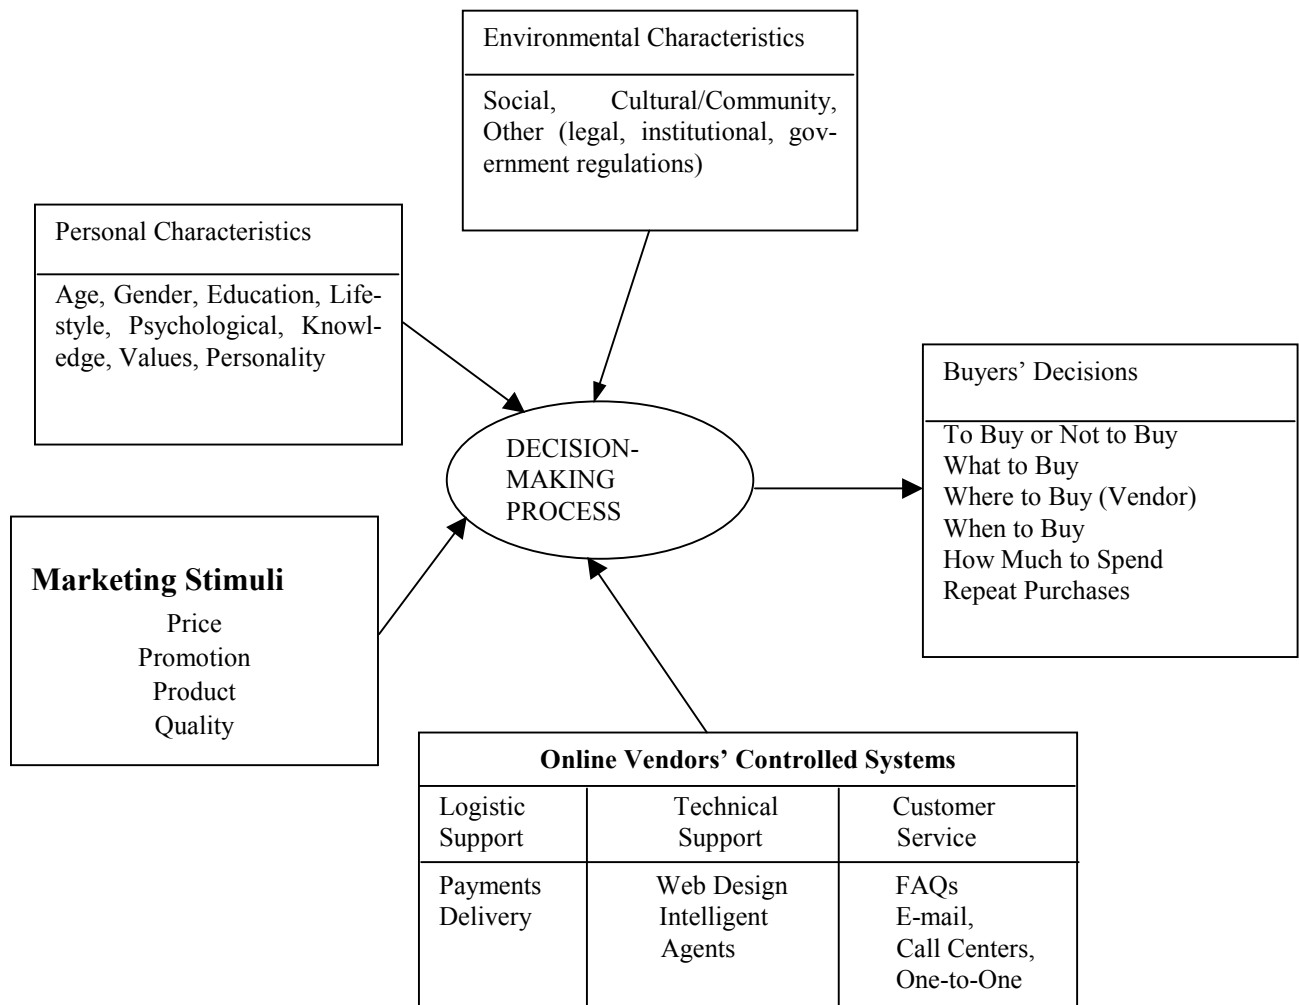 Environmental Characteristics
Social, Cultural/Community,
Other (legal, institutional, gov-
ernment regulations)
Personal Characteristics
Age, Gender, Education, Life-
style, Psychological, Knowl-
edge, Values, Personality
DECISION-
MAKING
PROCESS
Buyers’ Decisions
To Buy or Not to Buy
What to Buy
Where to Buy (Vendor)
When to Buy
How Much to Spend
Repeat Purchases
Marketing Stimuli
Price
Promotion
Product
Quality
Online Vendors’ Controlled Systems
Logistic
Support
Technical
Support
Customer
Service
Payments
Delivery
Web Design
Intelligent
Agents
FAQs
E-mail,
Call Centers,
One-to-One